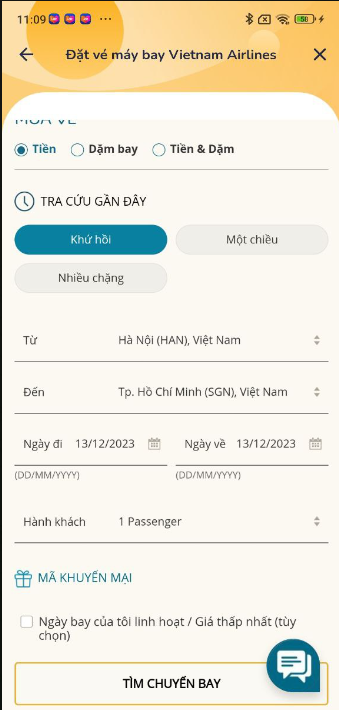 11:09
58
Đặt vé máy bay Vietnam Airlines
MUA VÉ
Tiền Dặm bay Tiền & Dặm
TRA CỨU GẦN ĐÂY
Khứ hồi Một chiều
Nhiều chặng
Từ Hà Nội (HAN), Việt Nam
Đến Tp. Hồ Chí Minh (SGN), Việt Nam
Ngày đi 13/12/2023 Ngày về 13/12/2023
(DD/MM/YYYY) (DD/MM/YYYY)
Hành khách 1 Passenger
MÃ KHUYẾN MẠI
Ngày bay của tôi linh hoạt / Giá thấp nhất (tùy
chọn)
TÌM CHUYẾN BAY